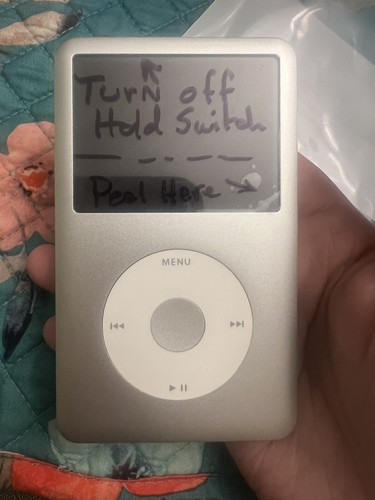 Turn off
Hold Switch
Peel Here
MENU